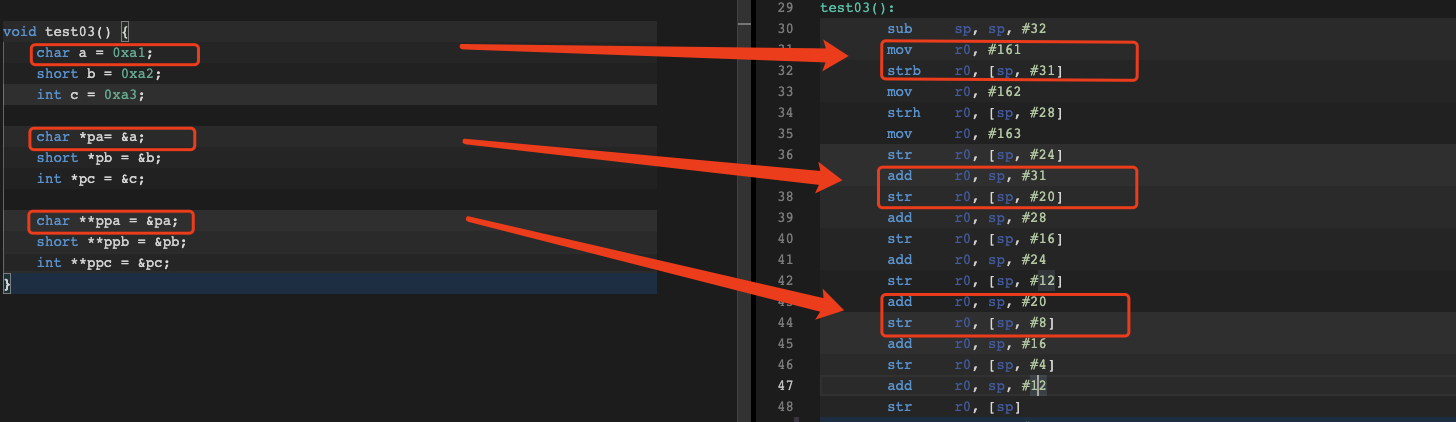 void test03() {
char a = 0xa1;
short b = 0xa2;
int c = 0xa3;
char *pa= &a;
short *pb = &b;
int *pc = &c;
char **ppa = &pa;
short **ppb = &pb;
int **ppc = &pc;
}
29 test03():
30 sub sp, sp, #32
31 mov r0, #161
32 strb r0, [sp, #31]
33 mov r0, #162
34 strh r0, [sp, #28]
35 mov r0, #163
36 str r0, [sp, #24]
add r0, sp, #31
38 str r0, [sp, #20]
39 add r0, sp, #28
40 str r0, [sp, #16]
41 add r0, sp, #24
42 str r0, [sp, #12]
43 add r0, sp, #20
44 str r0, [sp, #8]
45 add r0, sp, #16
46 str r0, [sp, #4]
47 add r0, sp, #12
48 str r0, [sp]